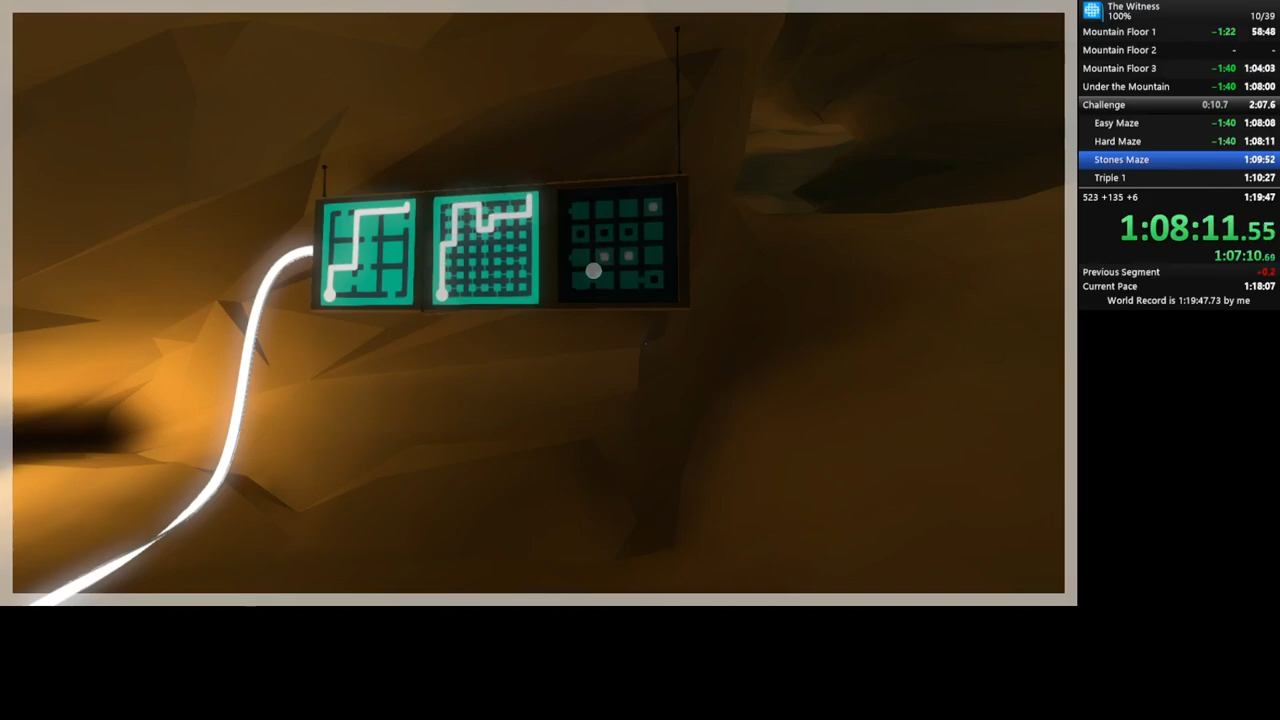 The Witness
100% 10/39
Mountain Floor 1 −1:22 58:48
Mountain Floor 2 - -
Mountain Floor 3 −1:40 1:04:03
Under the Mountain −1:40 1:08:00
Challenge 0:10.7 2:07.6
Easy Maze −1:40 1:08:08
Hard Maze −1:40 1:08:11
Stones Maze 1:09:52
Triple 1 1:10:27
523 +135 +6 1:19:47
1:08:11.55
1:07:10.69
Previous Segment +0.2
Current Pace 1:18:07
World Record is 1:19:47.73 by me